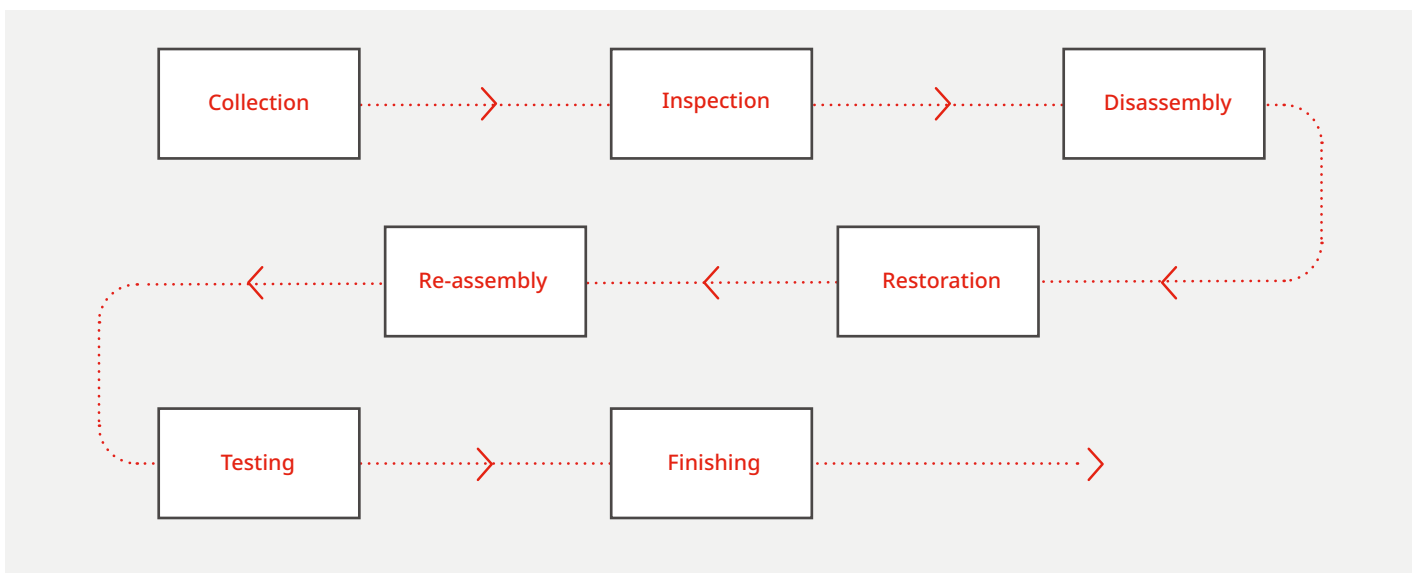 Collection
Inspection
Disassembly
Restoration
Re-assembly
Testing
Finishing